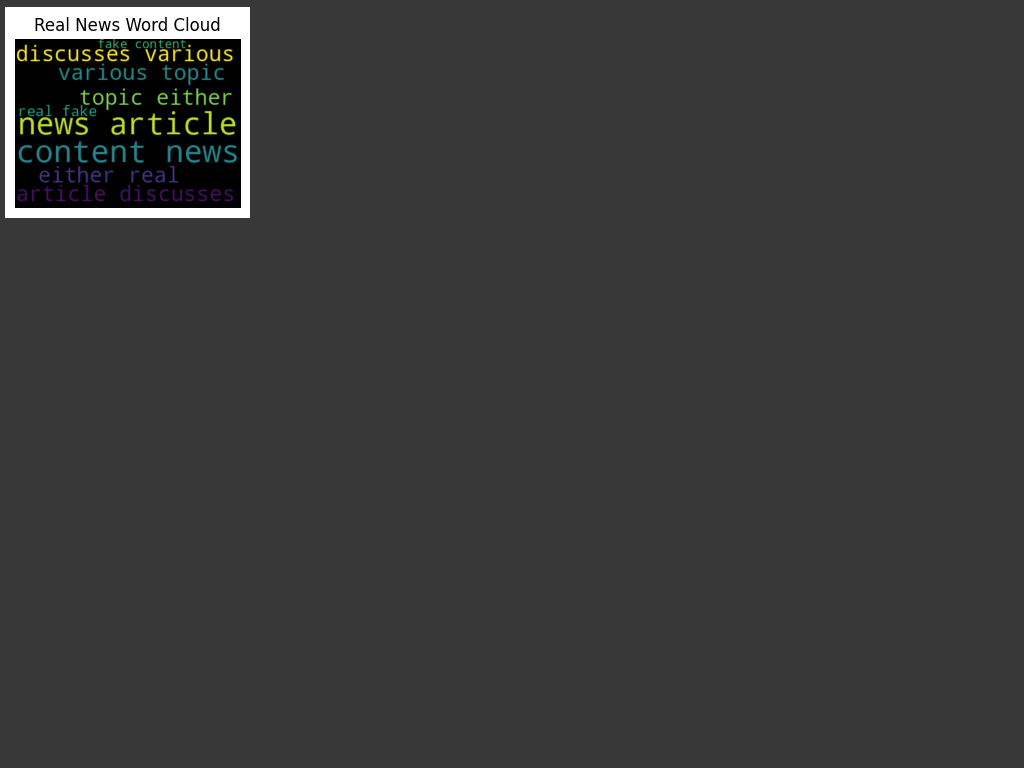 Real News Word Cloud
fake content
discusses various
various topic
topic either
real fake
news article
content news
either real
article discusses